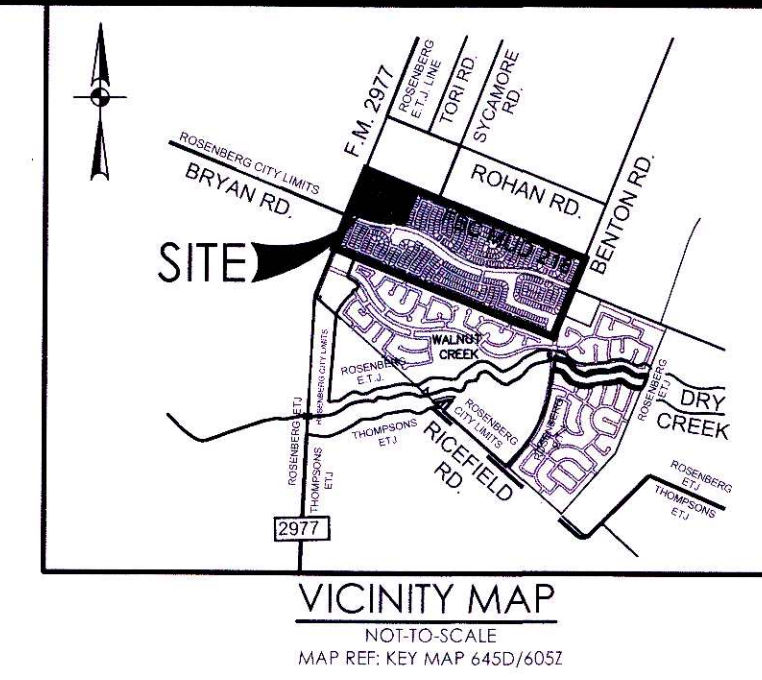 F.M. 2977
ROSENBERG
E.T.J. LINE
TORI RD.
SYCAMORE
RD.
ROSENBERG CITY LIMITS
BRYAN RD.
ROHAN RD.
BENTON RD.
SITE
MUD
WALNUT
CREEK
ROSENBERG
E.T.J.
ROSENBERG CITY LIMITS
ROSENBERG ETJ
THOMPSONS
ETJ
THOMPSONS
ETJ
ROSENBERG
CITY LIMITS
RICEFIELD
RD.
ROSENBERG
ROSENBERG
ETJ
DRY
CREEK
ROSENBERG
ETJ
THOMPSONS
ETJ
2977
VICINITY MAP
NOT-TO-SCALE
MAP REF: KEY MAP 645D/605Z